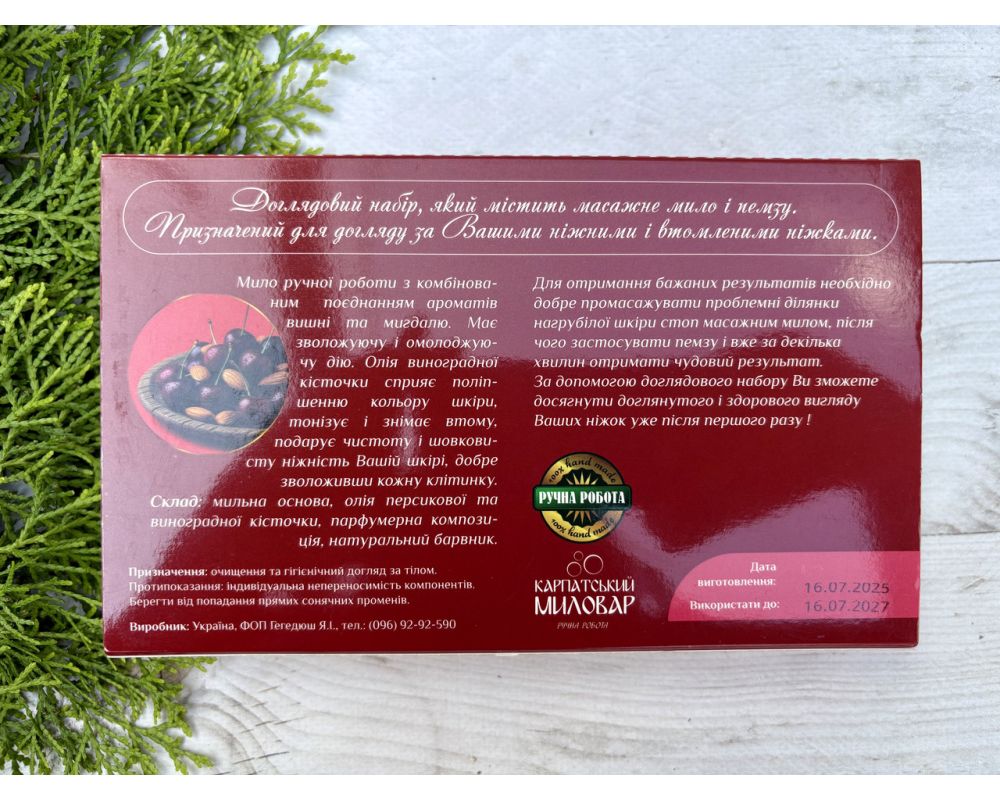 Доглядовий набір, який містить масажне мило і пемзу.
Призначений для догляду за Вашими ніжними і втомленими ніжками.
Мило ручної роботи з комбінова-
ним поєднанням ароматів
вишні та мигдалю. Має
зволожуючу і омолоджую-
чу дію. Олія виноградної
кісточки сприяє поліп-
шенню кольору шкіри,
тонізує і знімає втому,
подарує чистоту і шовкови-
сту ніжність Вашій шкірі, добре
зволоживши кожну клітинку.
Склад: мильна основа, олія персикової та
виноградної кісточки, парфумерна компози-
ція, натуральний барвник.
Призначення: очищення та гігієнічний догляд за тілом.
Протипоказання: індивідуальна непереносимість компонентів.
Берегти від попадання прямих сонячних променів.
Виробник: Україна, ФОП Гегедюш Я.І., тел.: (096) 92-92-590
Для отримання бажаних результатів необхідно
добре промасажувати проблемні ділянки
нагрубілої шкіри стоп масажним милом, після
чого застосувати пемзу і вже за декілька
хвилин отримати чудовий результат.
За допомогою доглядового набору Ви зможете
досягнути доглянутого і здорового вигляду
Ваших ніжок уже після першого разу !
100% hand made
РУЧНА РОБОТА
100% hand made
КАРПАТСЬКИЙ
МИЛОВАР
РУЧНА РОБОТА
Дата
виготовлення: 16.07.2025
Використати до: 16.07.2027